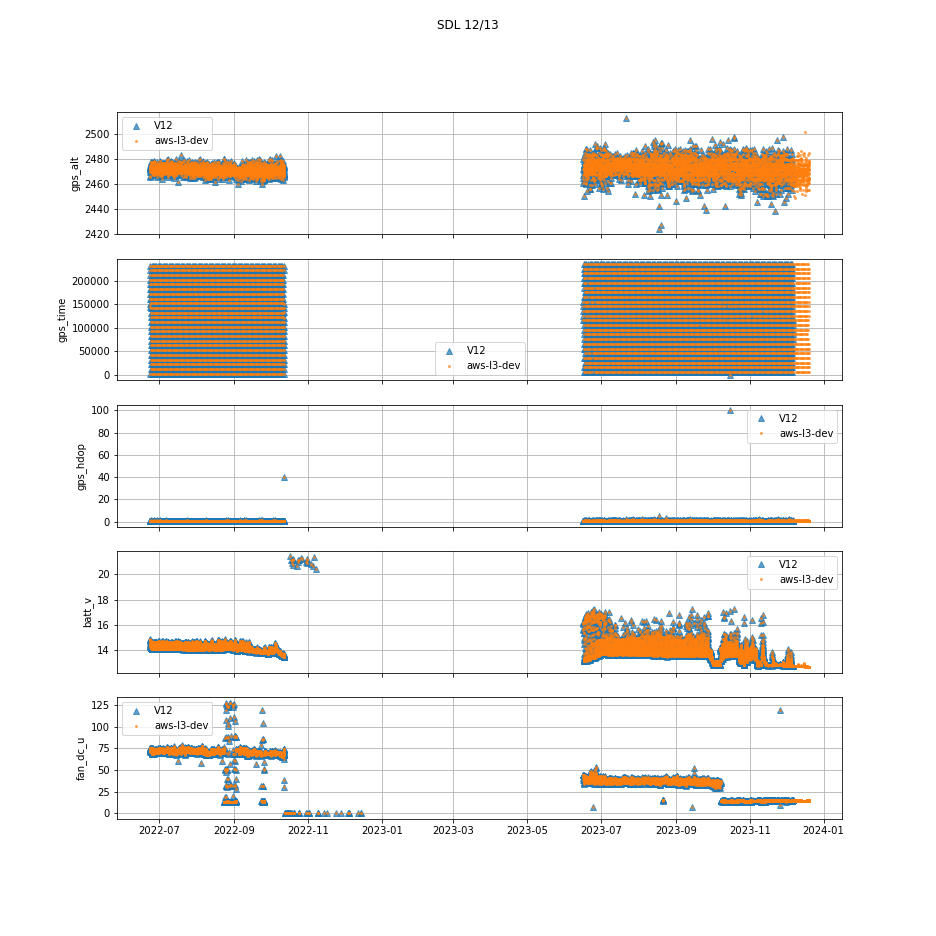 SDL 12/13
V12
aws-l3-dev
gps_alt
2500
2480
2460
2440
2420
gps_time
200000
150000
100000
50000
0
V12
aws-l3-dev
gps_hdop
100
80
60
40
20
0
V12
aws-l3-dev
batt_v
20
18
16
14
V12
aws-l3-dev
fan_dc_u
125
100
75
50
25
0
V12
aws-l3-dev
2022-07 2022-09 2022-11 2023-01 2023-03 2023-05 2023-07 2023-09 2023-11 2024-01